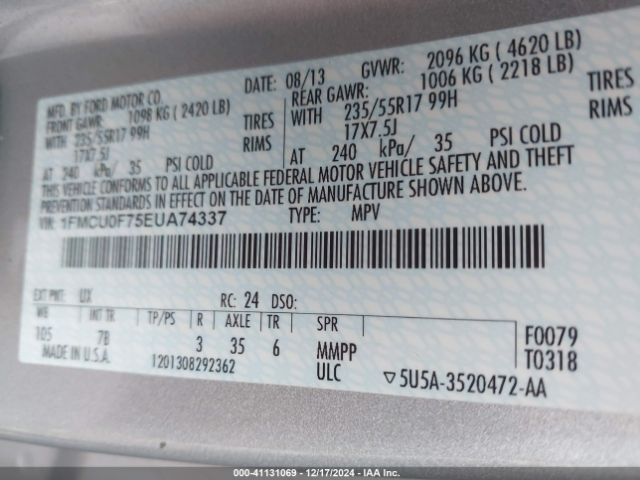 MFD. BY FORD MOTOR CO. DATE: 08/13 GVWR: 2096 KG ( 4620 LB)
FRONT GAWR: 1098 KG ( 2420 LB) REAR GAWR: 1006 KG ( 2218 LB)
WITH 235/55R17 99H TIRES WITH 235/55R17 99H TIRES
17X7.5J RIMS 17X7.5J RIMS
AT 240 kPa/ 35 PSI COLD AT 240 kPa/ 35 PSI COLD
THIS VEHICLE CONFORMS TO ALL APPLICABLE FEDERAL MOTOR VEHICLE SAFETY AND THEFT
PREVENTION STANDARDS IN EFFECT ON THE DATE OF MANUFACTURE SHOWN ABOVE.
VIN: 1FMCU0F75EUA74337 TYPE: MPV
EXT PNT: UX RC: 24 DSO:
WB INT TR TP/PS R AXLE TR SPR F0079
105 7B 3 35 6 MMPP T0318
MADE IN U.S.A. 1201308292362 ULC ▽5U5A-3520472-AA
000-41131069 - 12/17/2024 - IAA Inc.